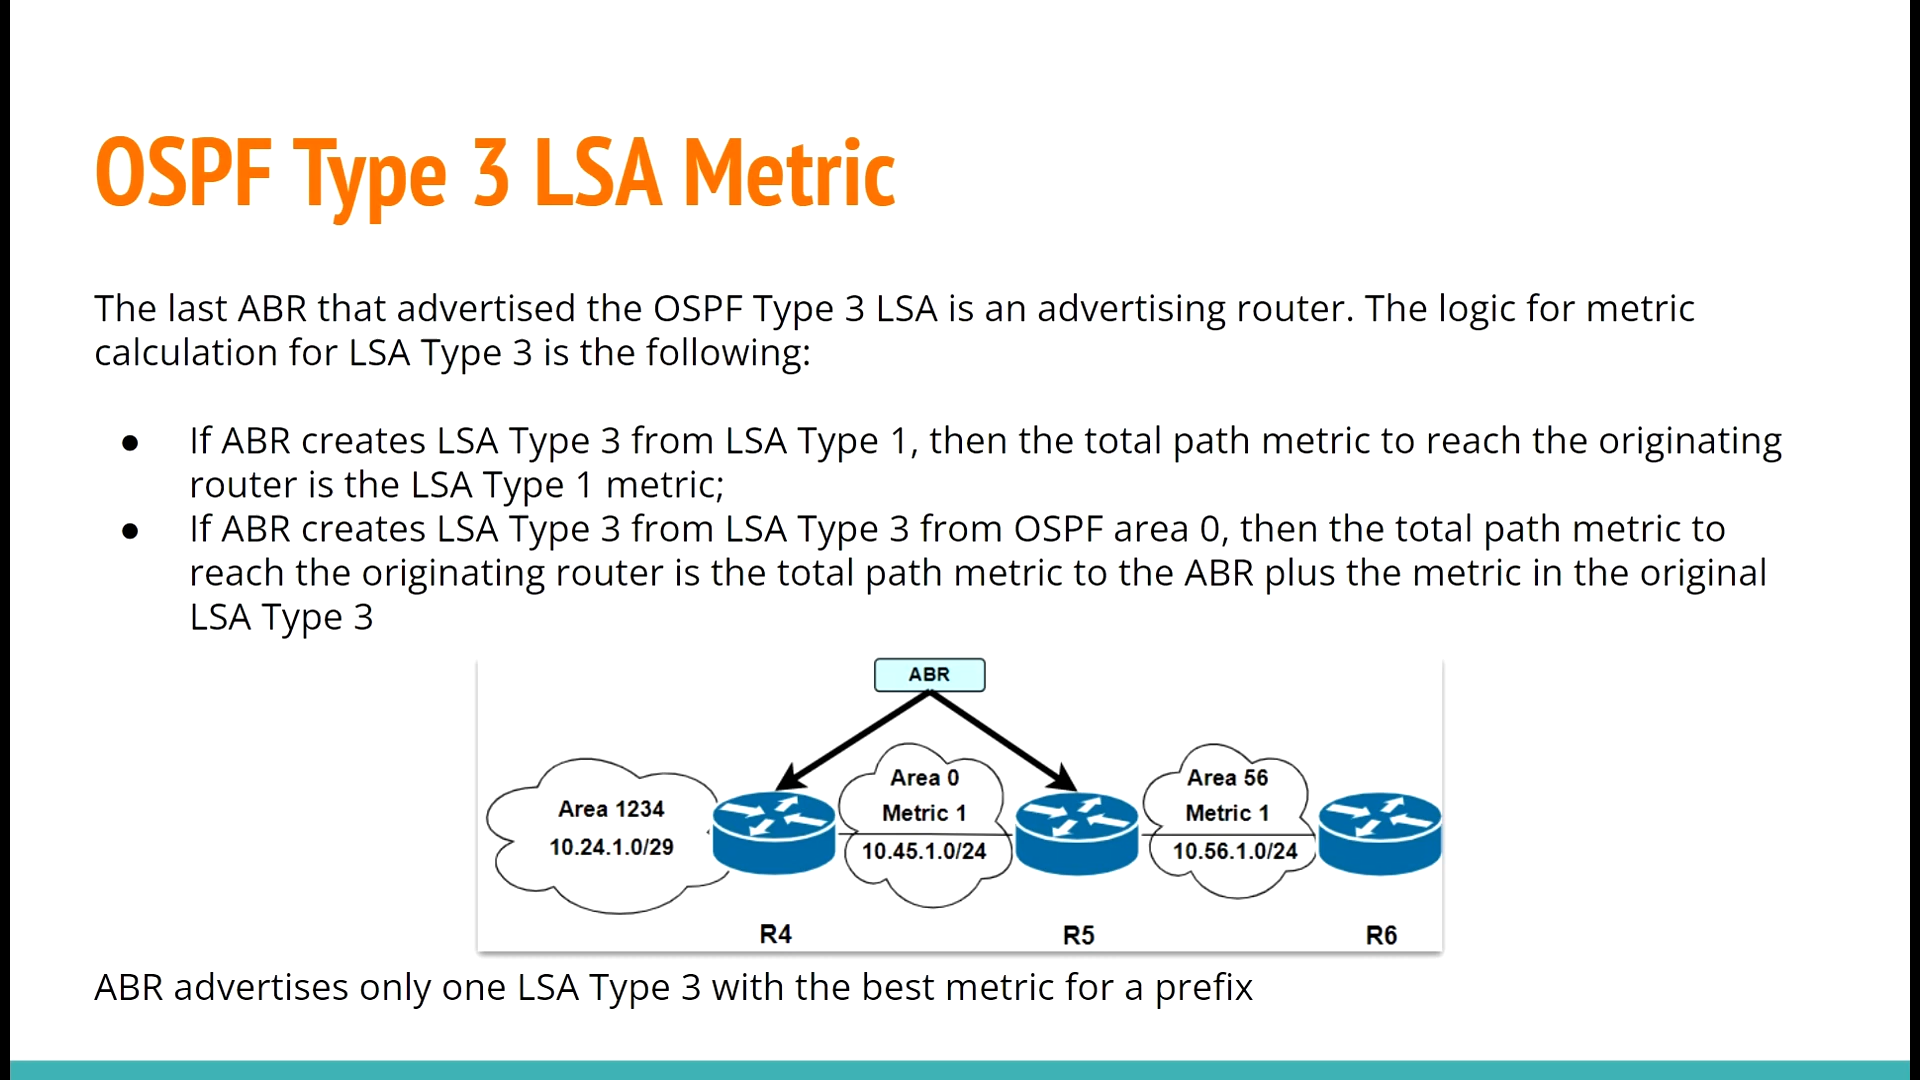 OSPF Type 3 LSA Metric
The last ABR that advertised the OSPF Type 3 LSA is an advertising router. The logic for metric
calculation for LSA Type 3 is the following:
● If ABR creates LSA Type 3 from LSA Type 1, then the total path metric to reach the originating
router is the LSA Type 1 metric;
● If ABR creates LSA Type 3 from LSA Type 3 from OSPF area 0, then the total path metric to
reach the originating router is the total path metric to the ABR plus the metric in the original
LSA Type 3
ABR
Area 1234
10.24.1.0/29
Area 0
Metric 1
10.45.1.0/24
Area 56
Metric 1
10.56.1.0/24
R4
R5
R6
ABR advertises only one LSA Type 3 with the best metric for a prefix